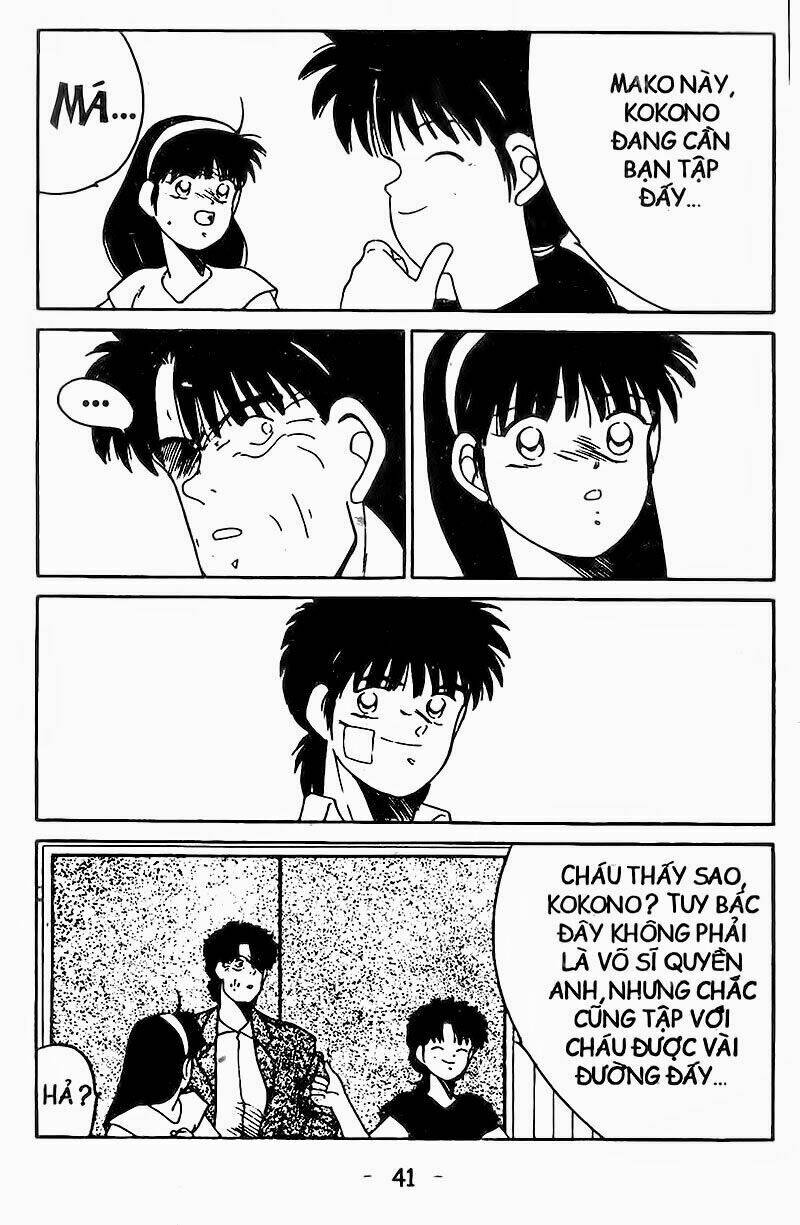 MÁ...
MAKO NÀY,
KOKONO
ĐANG CẦN
BẠN TẬP
ĐẤY...
...
CHÁU THẤY SAO,
KOKONO? TUY BÁC
ĐÂY KHÔNG PHẢI
LÀ VÕ SĨ QUYỀN
ANH, NHƯNG CHẮC
CŨNG TẬP VỚI
CHÁU ĐƯỢC VÀI
ĐƯỜNG ĐẤY...
HẢ?
- 41 -